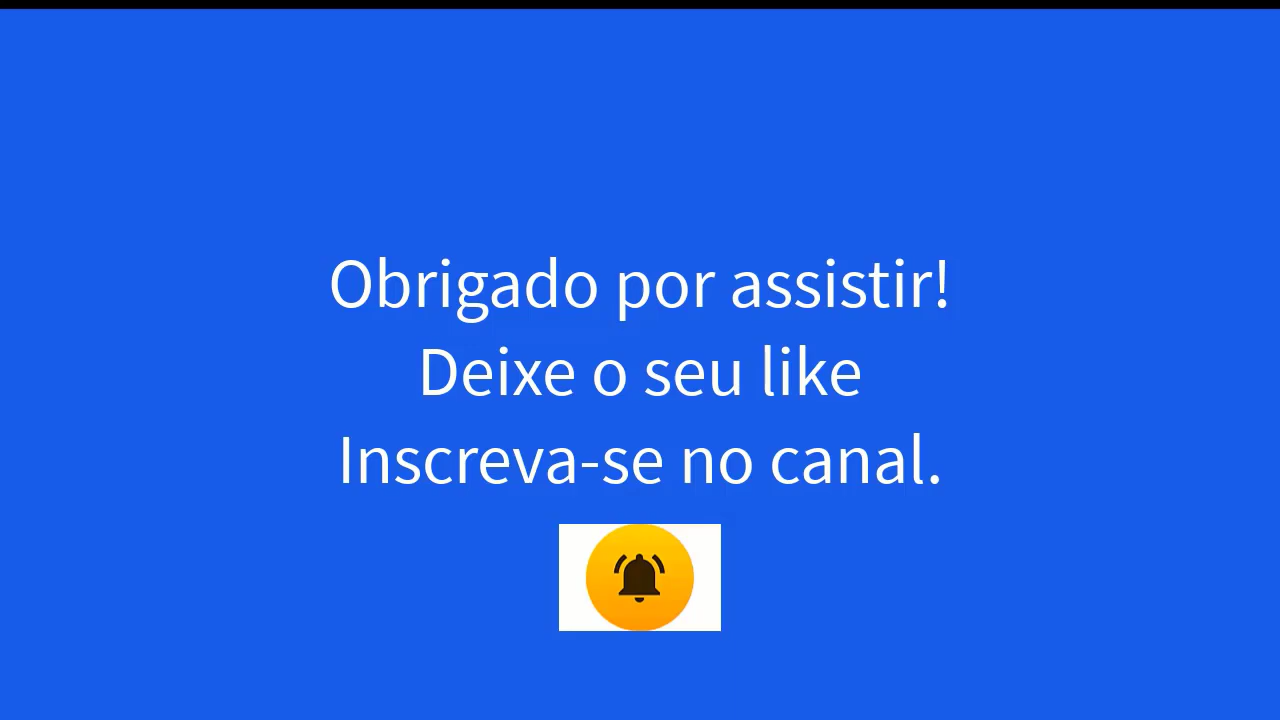 Obrigado por assistir!
Deixe o seu like
Inscreva-se no canal.